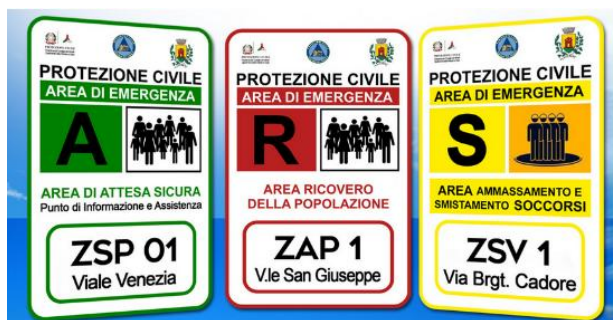 PROTEZIONE CIVILE
AREA DI EMERGENZA
A
AREA DI ATTESA SICURA
Punto di Informazione e Assistenza
ZSP 01
Viale Venezia
PROTEZIONE CIVILE
AREA DI EMERGENZA
R
AREA RICOVERO
DELLA POPOLAZIONE
ZAP 1
V.le San Giuseppe
PROTEZIONE CIVILE
AREA DI EMERGENZA
S
AREA AMMASSAMENTO E
SMISTAMENTO SOCCORSI
ZSV 1
Via Brgt. Cadore